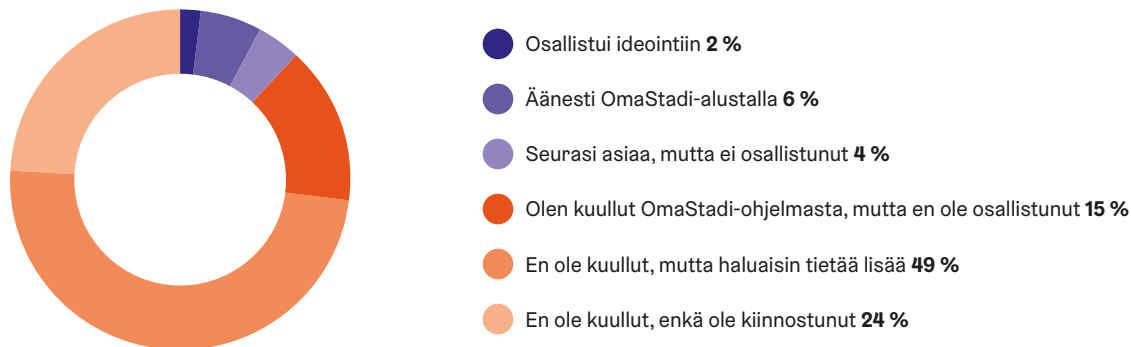 Osallistui ideointiin 2 %
Äänesti OmaStadi-alustalla 6 %
Seurasi asiaa, mutta ei osallistunut 4 %
Olen kuullut OmaStadi-ohjelmasta, mutta en ole osallistunut 15 %
En ole kuullut, mutta haluaisin tietää lisää 49 %
En ole kuullut, enkä ole kiinnostunut 24 %